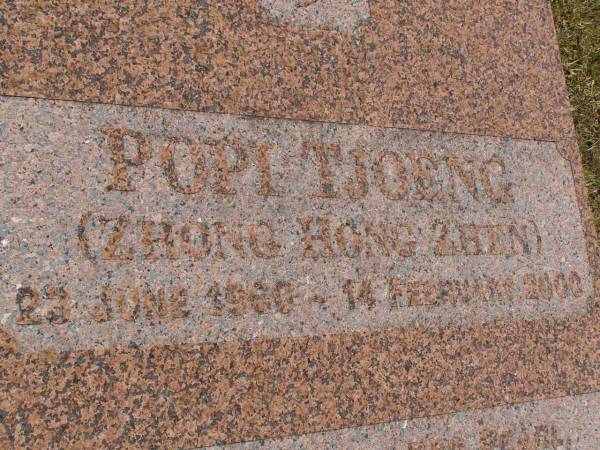 POPI TJOENG
(ZHONG HONG ZHEN)
23 JUNE 1960 - 14 FEBRUARY 2000